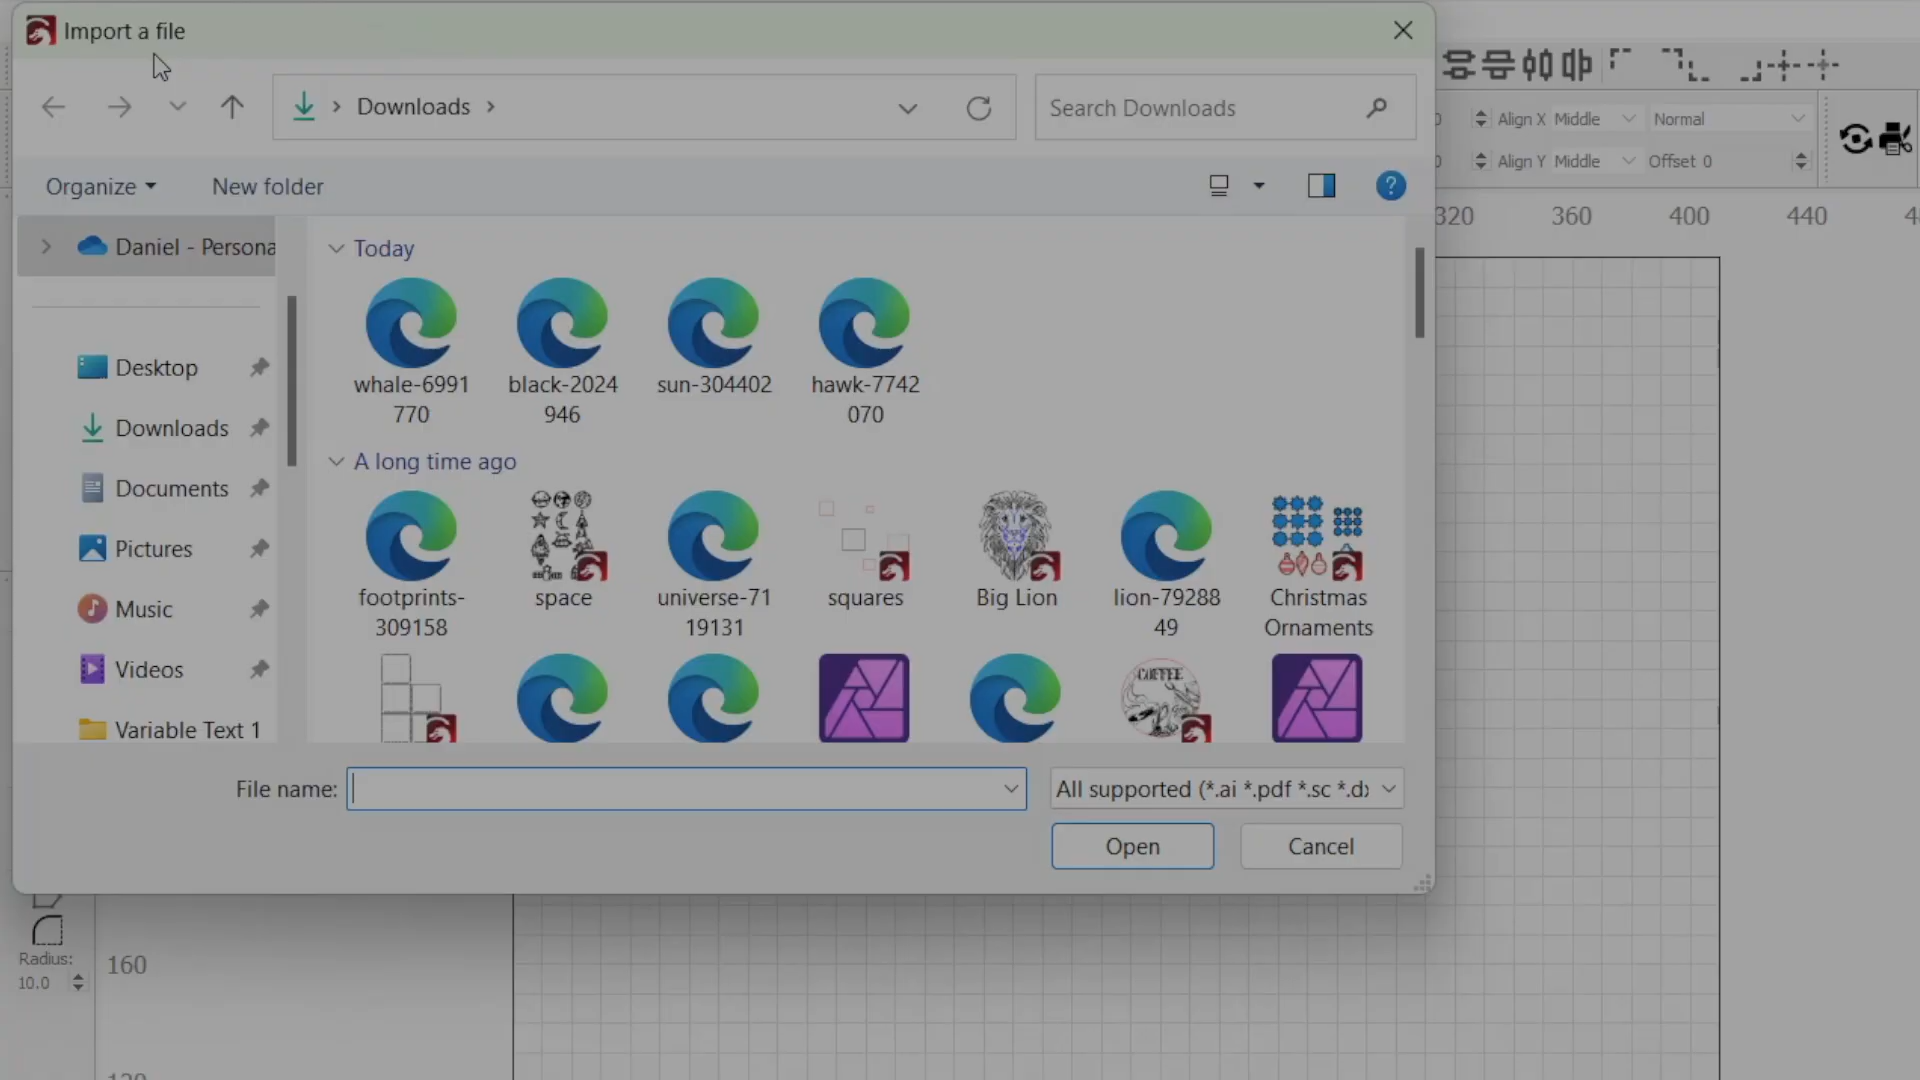 Import a file
Downloads
Search Downloads
Organize
New folder
Align X Middle
Normal
Align Y Middle
Offset 0
320 360 400 440
Daniel - Persona
Desktop
Downloads
Documents
Pictures
Music
Videos
Variable Text 1
Today
whale-6991
770
black-2024
946
sun-304402
hawk-7742
070
A long time ago
footprints-
309158
space
universe-71
19131
squares
Big Lion
lion-79288
49
Christmas
Ornaments
COFFEE
File name:
All supported (*.ai *.pdf *.sc *.dx
Open
Cancel
Radius:
10.0
160